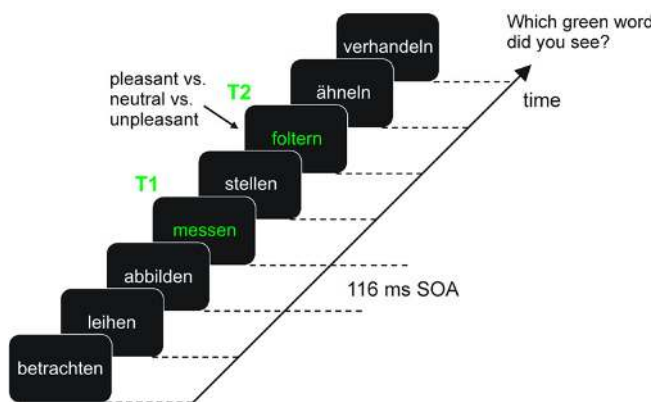 Which green word
did you see?
verhandeln
ähneln
time
pleasant vs.
neutral vs.
unpleasant
T2
foltern
stellen
T1
messen
abbilden
116 ms SOA
leihen
betrachten